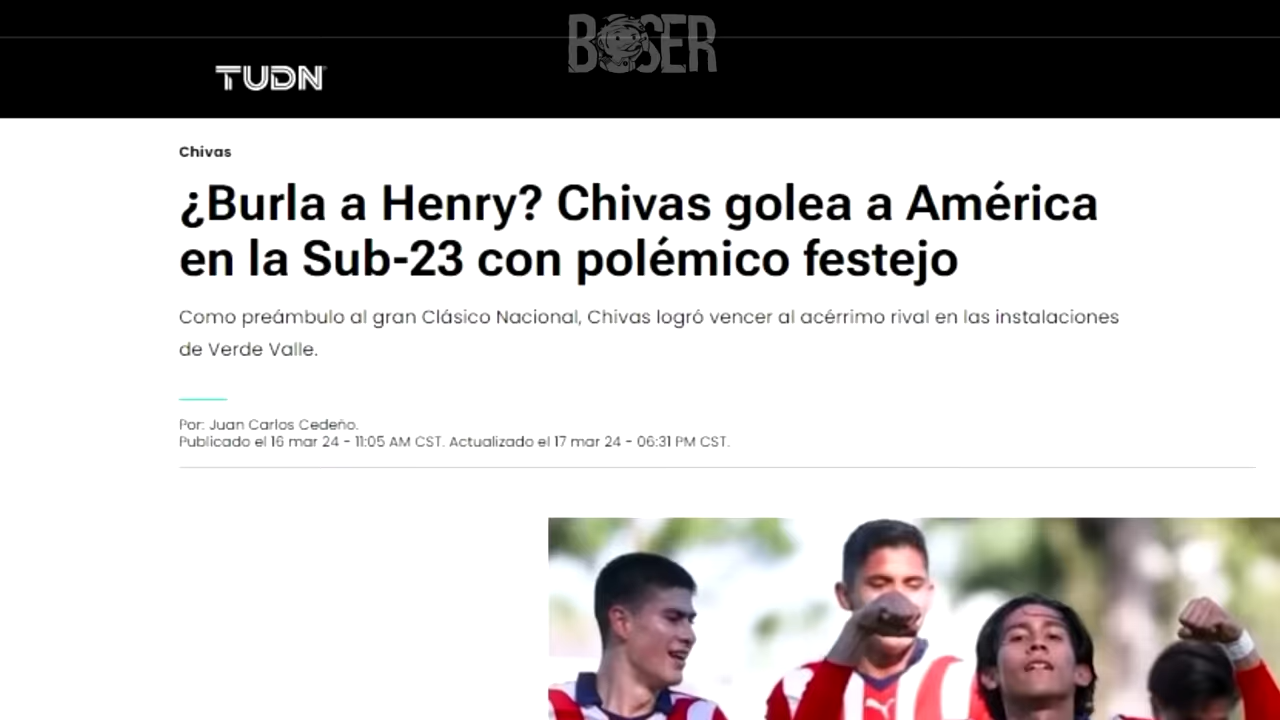 BOSER
TUDN
Chivas
¿Burla a Henry? Chivas golea a América
en la Sub-23 con polémico festejo
Como preámbulo al gran Clásico Nacional, Chivas logró vencer al acérrimo rival en las instalaciones
de Verde Valle.
Por: Juan Carlos Cedeño.
Publicado el 16 mar 24 - 11:05 AM CST. Actualizado el 17 mar 24 - 06:31 PM CST.